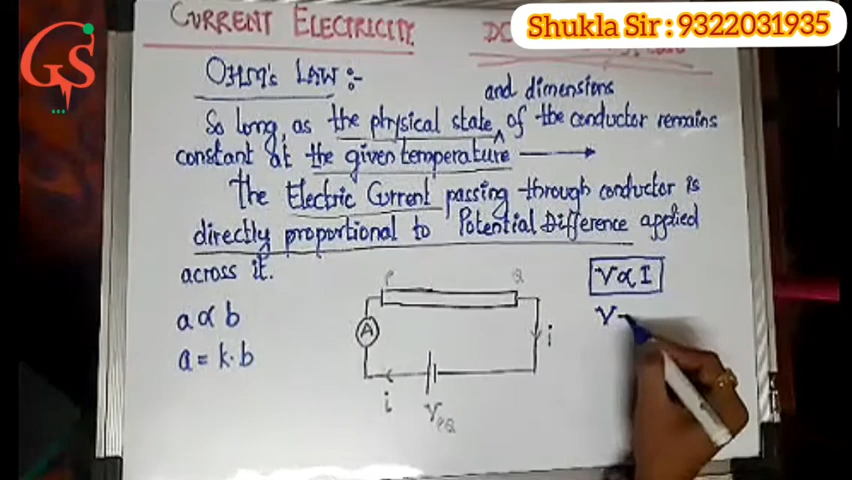 CURRENT ELECTRICITY
Shukla Sir : 9322031935
GS
OHM's LAW :-
and dimensions
So long, as the physical state ^ of the conductor remains
constant at the given temperature →
the Electric Current passing through conductor is
directly proportional to Potential Difference applied
across it.
P Q
V ∝ I
a ∝ b
V=
A
i
a = k·b
i
V PQ